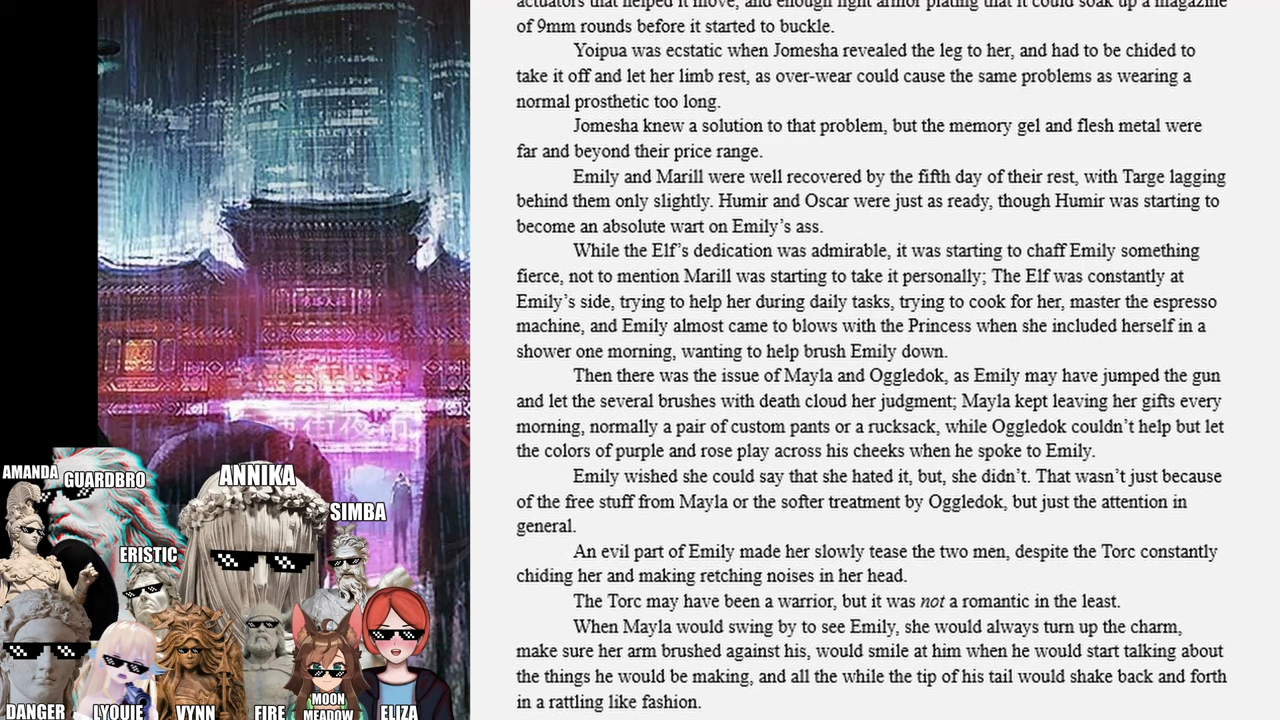 actuators that helped it move, and enough light armor plating that it could soak up a magazine
of 9mm rounds before it started to buckle.
Yoipua was ecstatic when Jomesha revealed the leg to her, and had to be chided to
take it off and let her limb rest, as over-wear could cause the same problems as wearing a
normal prosthetic too long.
Jomesha knew a solution to that problem, but the memory gel and flesh metal were
far and beyond their price range.
Emily and Marill were well recovered by the fifth day of their rest, with Targe lagging
behind them only slightly. Humir and Oscar were just as ready, though Humir was starting to
become an absolute wart on Emily’s ass.
While the Elf’s dedication was admirable, it was starting to chaff Emily something
fierce, not to mention Marill was starting to take it personally; The Elf was constantly at
Emily’s side, trying to help her during daily tasks, trying to cook for her, master the espresso
machine, and Emily almost came to blows with the Princess when she included herself in a
shower one morning, wanting to help brush Emily down.
Then there was the issue of Mayla and Oggledok, as Emily may have jumped the gun
and let the several brushes with death cloud her judgment; Mayla kept leaving her gifts every
morning, normally a pair of custom pants or a rucksack, while Oggledok couldn’t help but let
the colors of purple and rose play across his cheeks when he spoke to Emily.
Emily wished she could say that she hated it, but, she didn’t. That wasn’t just because
of the free stuff from Mayla or the softer treatment by Oggledok, but just the attention in
general.
An evil part of Emily made her slowly tease the two men, despite the Torc constantly
chiding her and making retching noises in her head.
The Torc may have been a warrior, but it was not a romantic in the least.
When Mayla would swing by to see Emily, she would always turn up the charm,
make sure her arm brushed against his, would smile at him when he would start talking about
the things he would be making, and all the while the tip of his tail would shake back and forth
in a rattling like fashion.
AMANDA
GUARDBRO
ANNIKA
SIMBA
ERISTIC
DANGER
LYQUIE
VYNN
FIRE
MOON
MEADOW
ELIZA